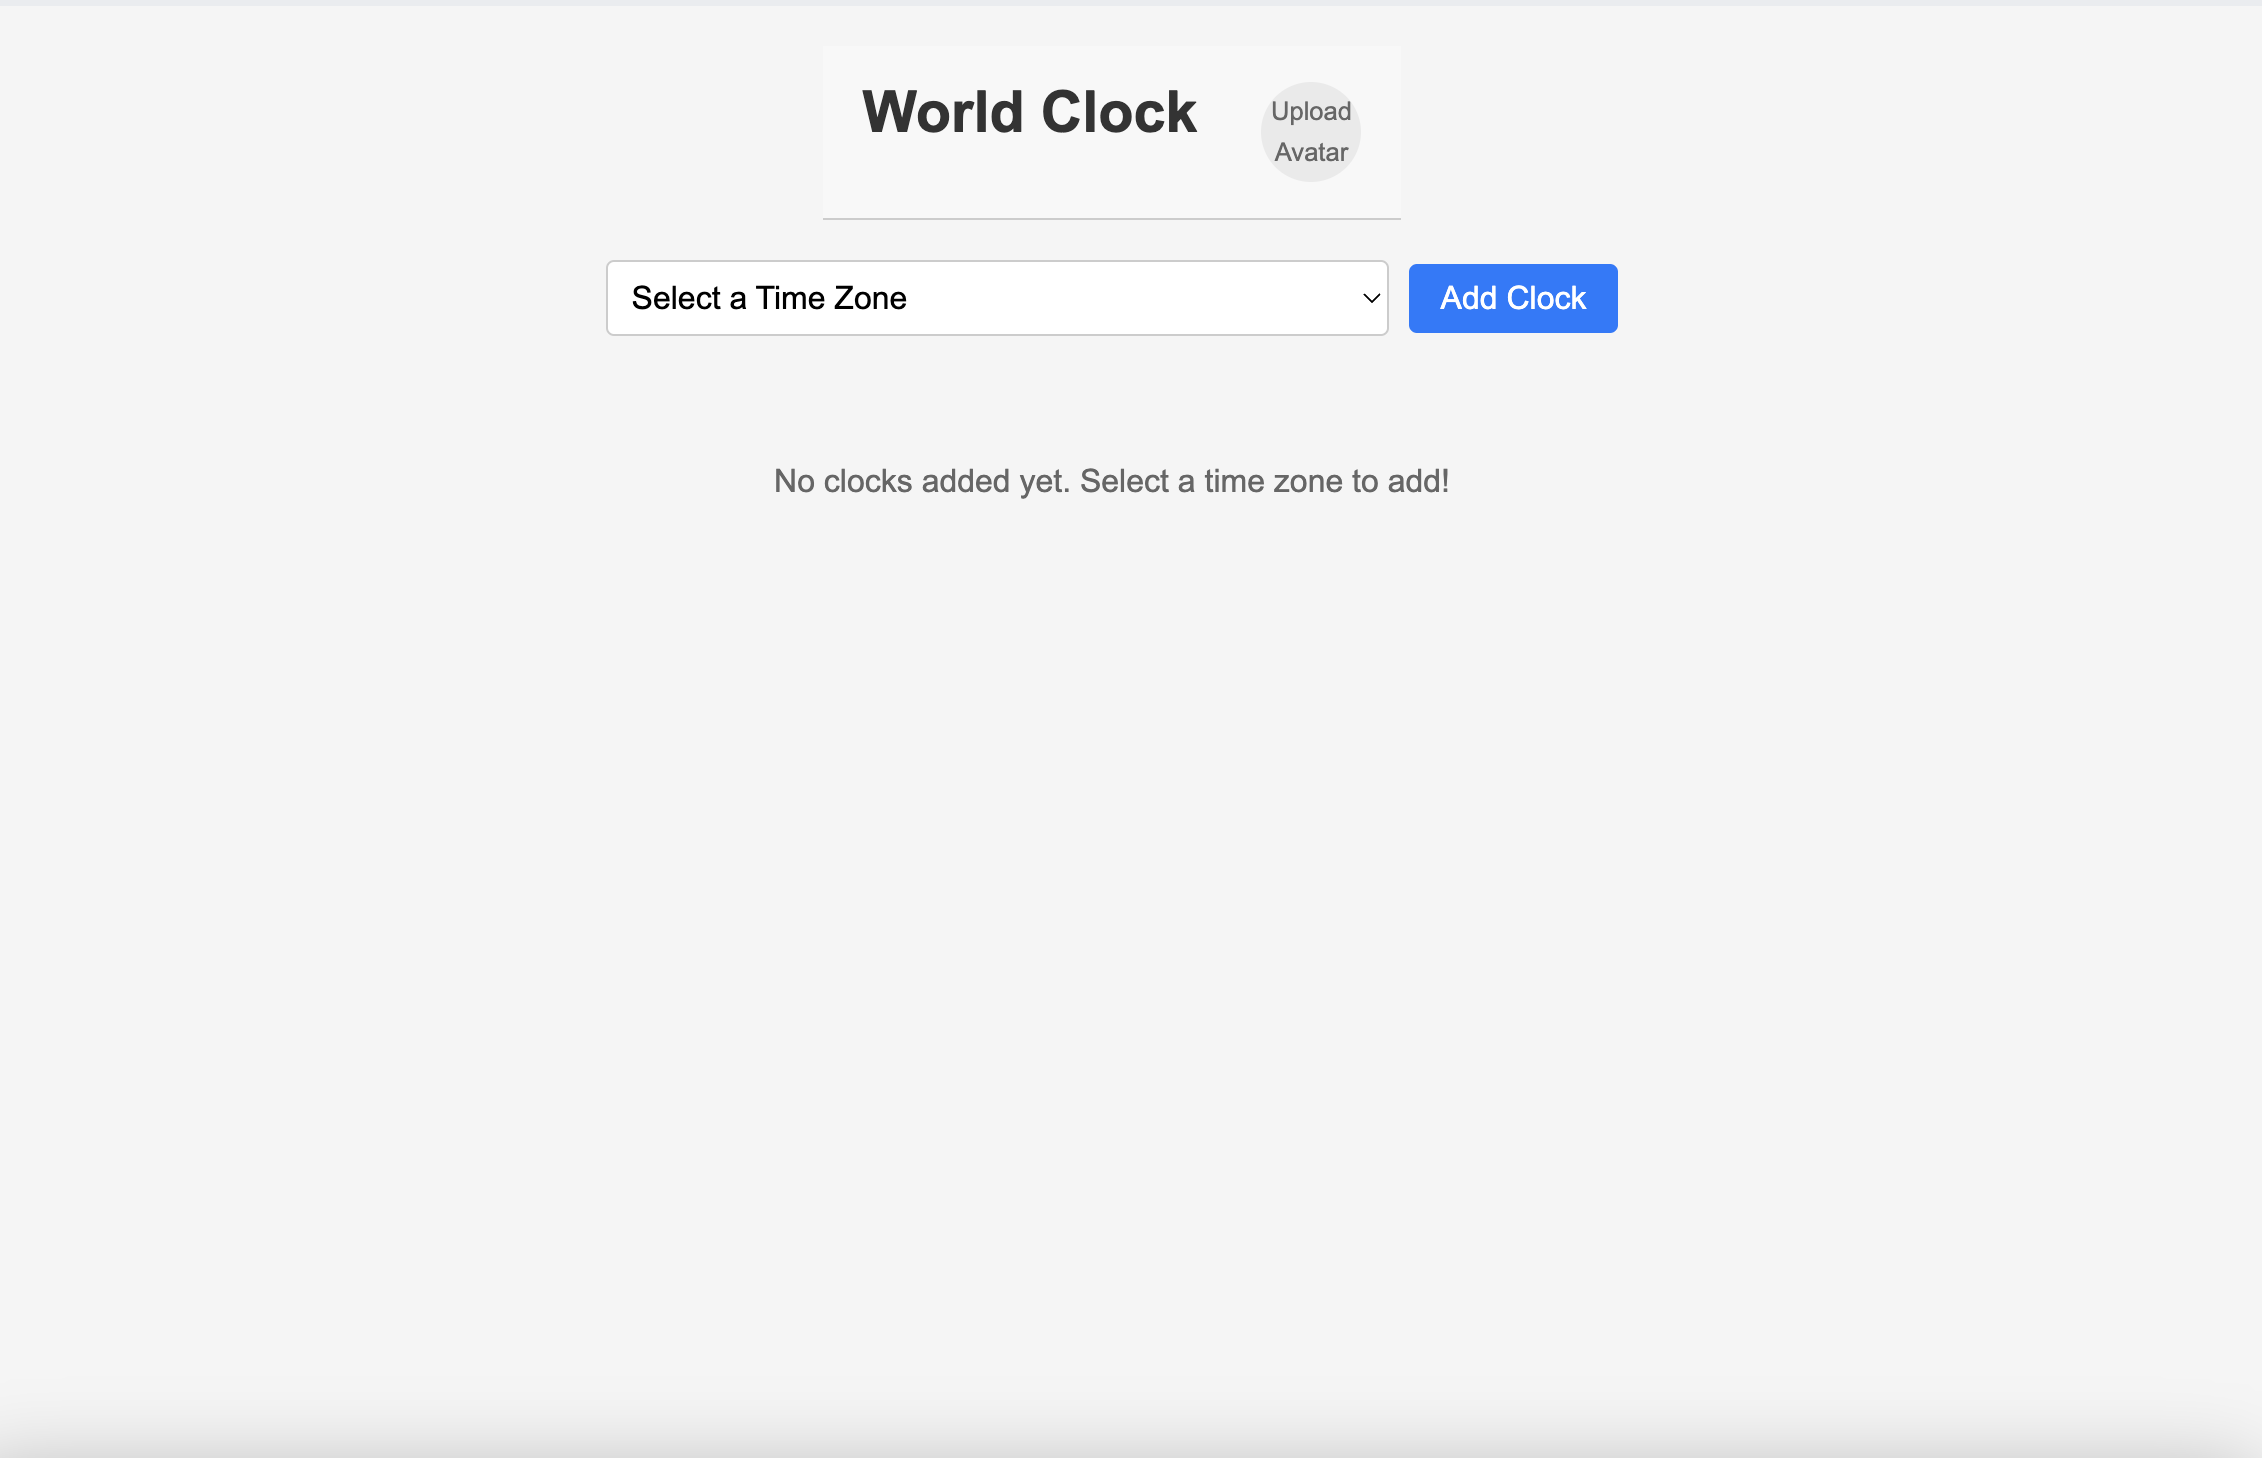 World Clock
Upload
Avatar
Select a Time Zone
Add Clock
No clocks added yet. Select a time zone to add!